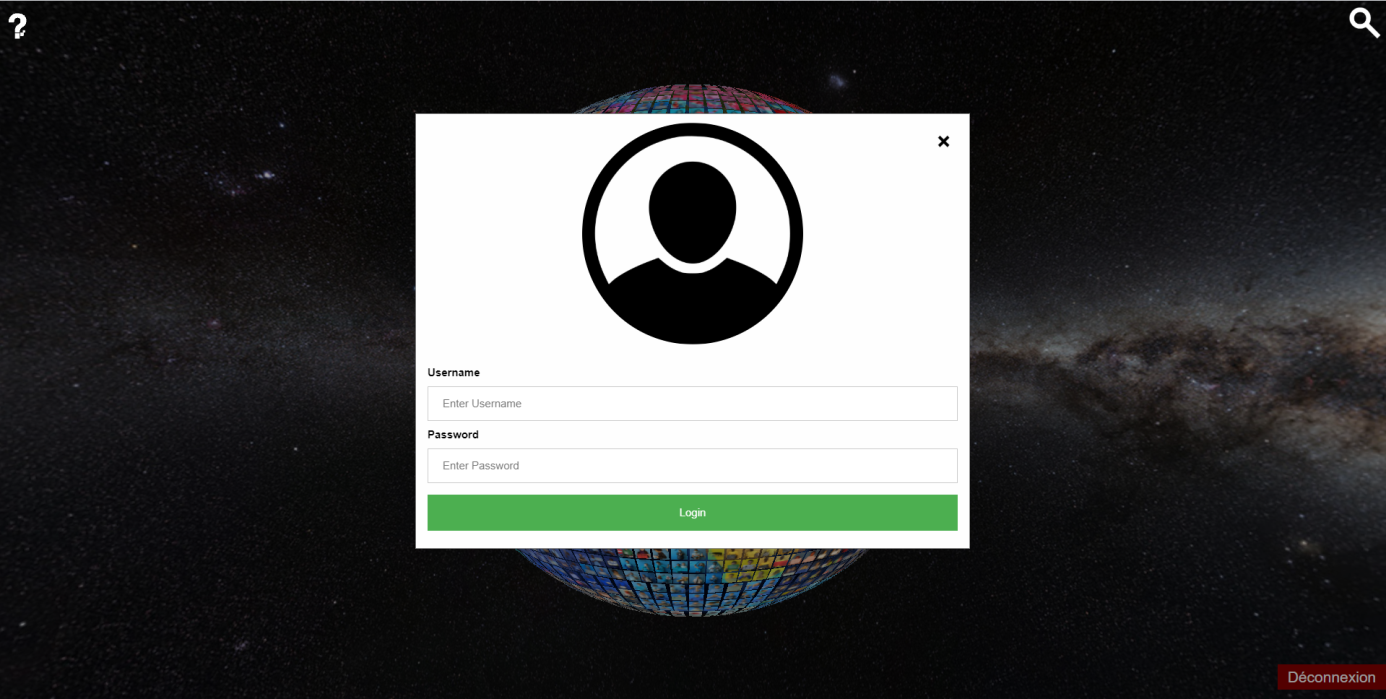 ?
Username
Enter Username
Password
Enter Password
Login
Déconnexion